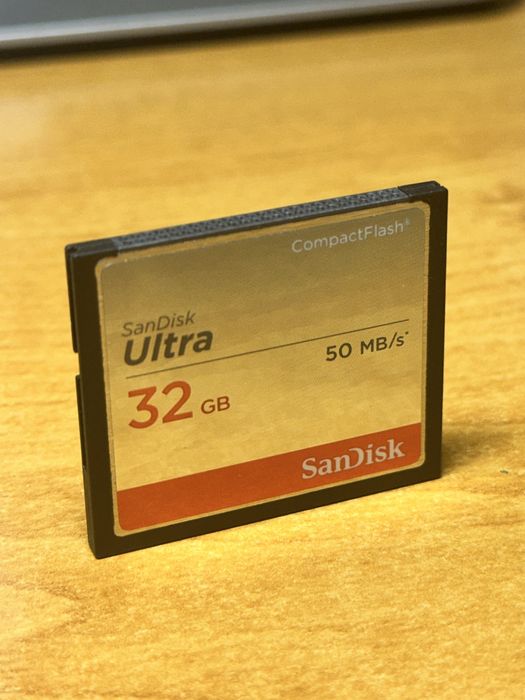 CompactFlash®
SanDisk
Ultra
50 MB/s*
32 GB
SanDisk